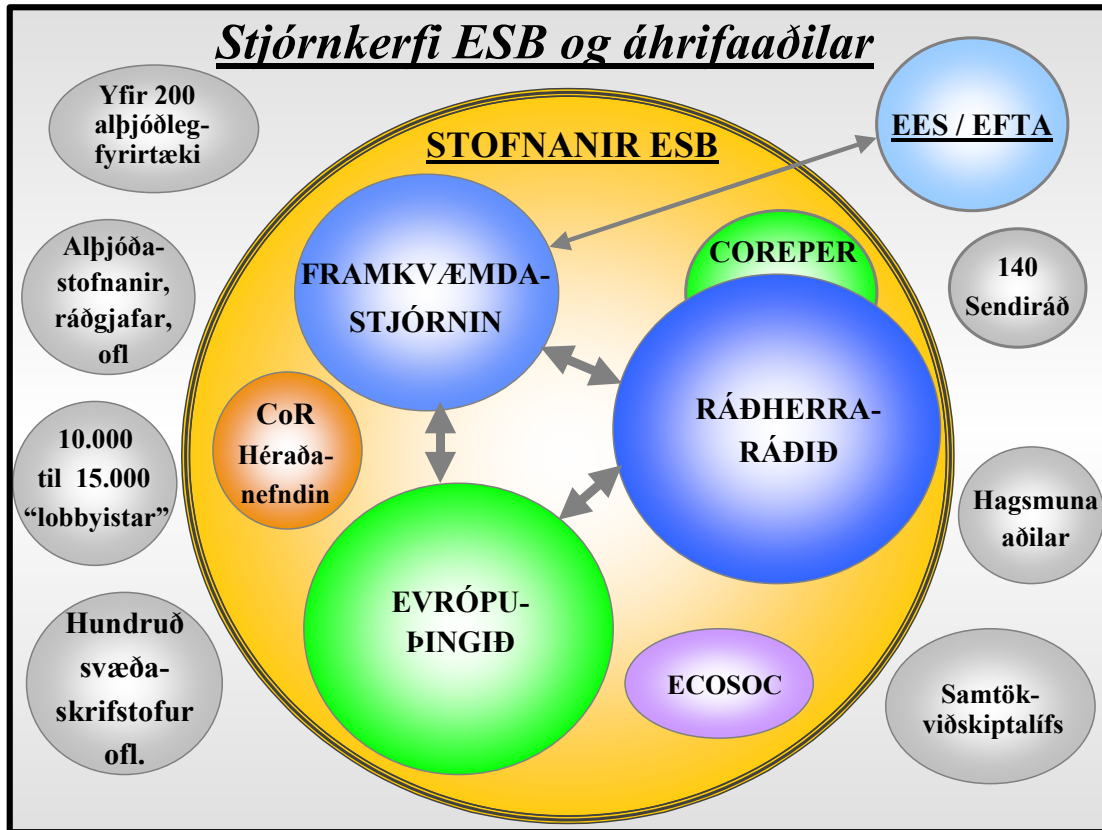 Stjórnkerfi ESB og áhrifaaðilar
Yfir 200
alþjóðleg-
fyrirtæki
EES / EFTA
STOFNANIR ESB
Alþjóða-
stofnanir,
ráðgjafar,
ofl
FRAMKVÆMDA-
STJÓRNIN
COREPER
140
Sendiráð
10.000
til 15.000
“lobbyistar”
CoR
Héraða-
nefndin
RÁÐHERRA-
RÁÐIÐ
Hagsmuna
aðilar
Hundruð
svæða-
skrifstofur
ofl.
EVRÓPU-
ÞINGIÐ
ECOSOC
Samtök-
viðskiptalífs